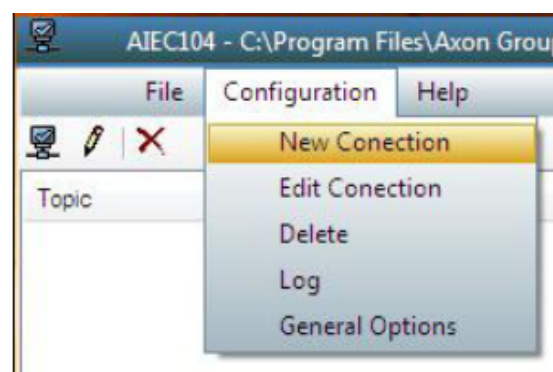 AIEC104 - C:\Program Files\Axon Grou
File Configuration Help
New Conection
Topic
Edit Conection
Delete
Log
General Options